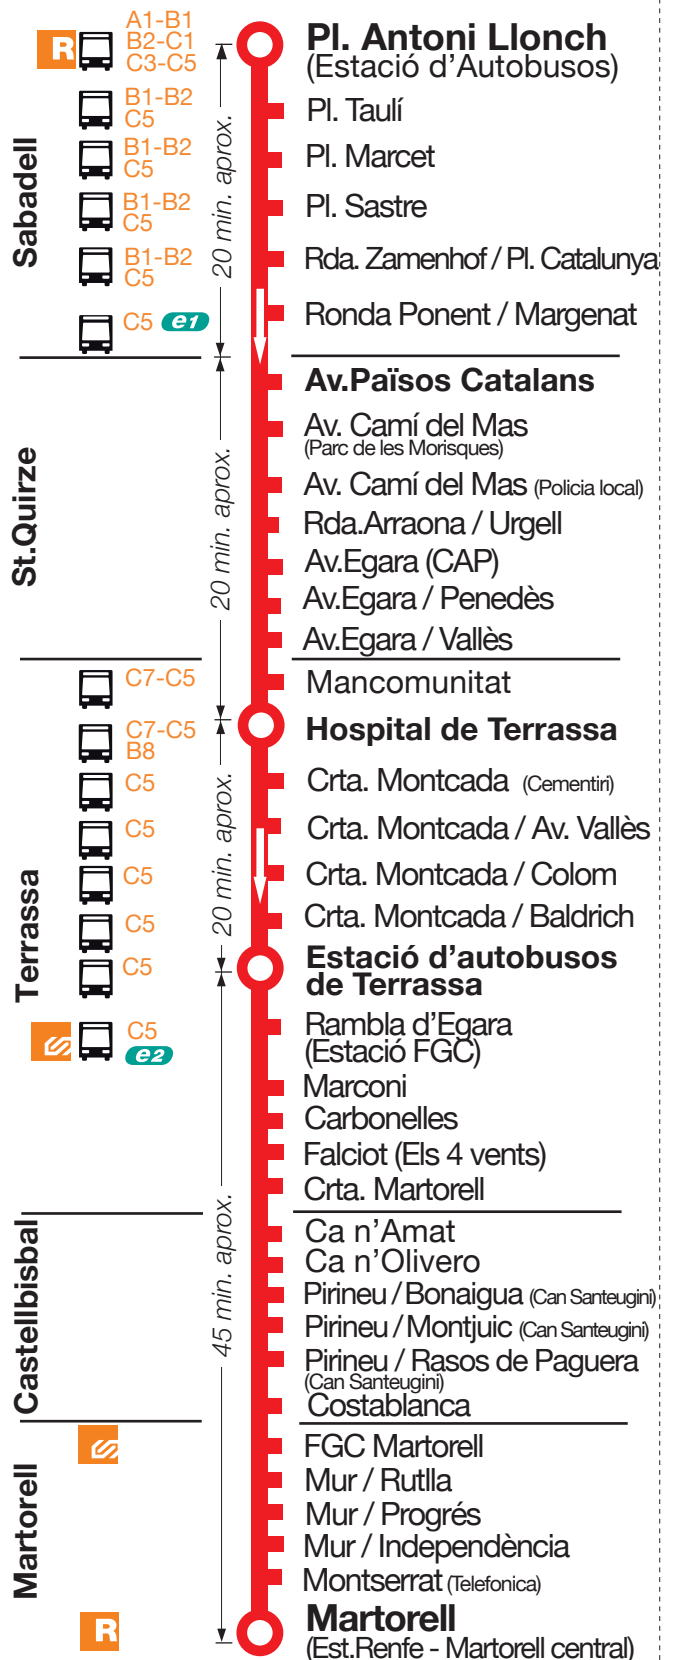 A1-B1
B2-C1
C3-C5
R
Pl. Antoni Llonch
(Estació d'Autobusos)
B1-B2
C5
Pl. Taulí
B1-B2
C5
Pl. Marcet
B1-B2
C5
Pl. Sastre
B1-B2
C5
Rda. Zamenhof / Pl. Catalunya
C5 e1
Ronda Ponent / Margenat
Sabadell
20 min. aprox.
Av.Països Catalans
Av. Camí del Mas
(Parc de les Morisques)
Av. Camí del Mas (Policia local)
Rda.Arraona / Urgell
Av.Egara (CAP)
Av.Egara / Penedès
Av.Egara / Vallès
St.Quirze
20 min. aprox.
C7-C5
Mancomunitat
C7-C5
B8
Hospital de Terrassa
C5
Crta. Montcada (Cementiri)
C5
Crta. Montcada / Av. Vallès
C5
Crta. Montcada / Colom
C5
Crta. Montcada / Baldrich
C5
Estació d'autobusos
de Terrassa
20 min. aprox.
C5
e2
Rambla d'Egara
(Estació FGC)
Marconi
Carbonelles
Falciot (Els 4 vents)
Crta. Martorell
Terrassa
Ca n'Amat
Ca n'Olivero
Pirineu / Bonaigua (Can Santeugini)
Pirineu / Montjuic (Can Santeugini)
Pirineu / Rasos de Paguera
(Can Santeugini)
Costablanca
Castellbisbal
45 min. aprox.
FGC Martorell
Mur / Rutlla
Mur / Progrés
Mur / Independència
Montserrat (Telefonica)
Martorell
R
Martorell
(Est.Renfe - Martorell central)